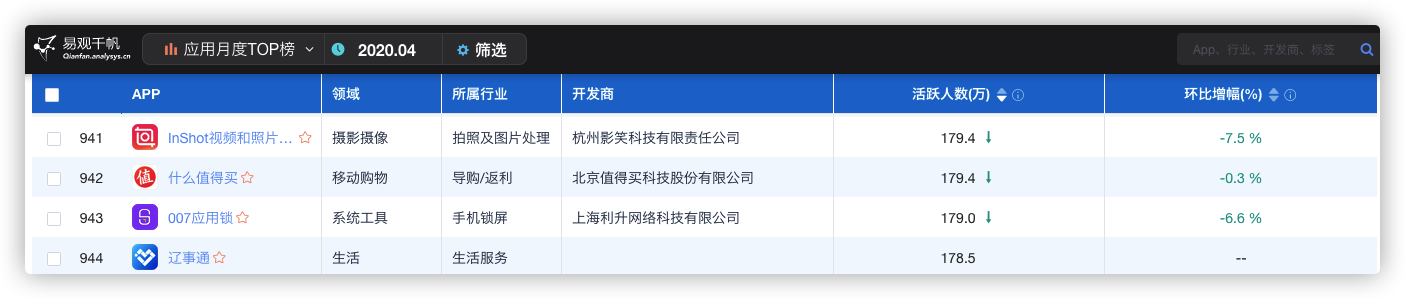 易观千帆
Qianfan.analysys.cn
应用月度TOP榜 2020.04 筛选 App、行业、开发商、标签
APP 领域 所属行业 开发商 活跃人数(万) 环比增幅(%)
941 InShot视频和照片... 摄影摄像 拍照及图片处理 杭州影笑科技有限责任公司 179.4 -7.5 %
942 值 什么值得买 移动购物 导购/返利 北京值得买科技股份有限公司 179.4 -0.3 %
943 007应用锁 系统工具 手机锁屏 上海利升网络科技有限公司 179.0 -6.6 %
944 辽事通 生活 生活服务 178.5 --